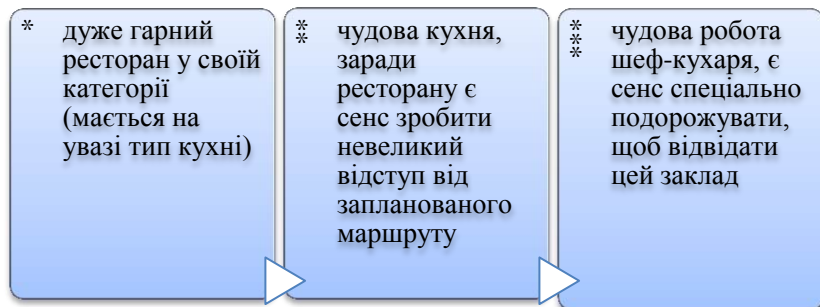 * дуже гарний
ресторан у своїй
категорії
(мається на
увазі тип кухні)
** чудова кухня,
заради
ресторану є
сенс зробити
невеликий
відступ від
запланованого
маршруту
*** чудова робота
шеф-кухаря, є
сенс спеціально
подорожувати,
щоб відвідати
цей заклад